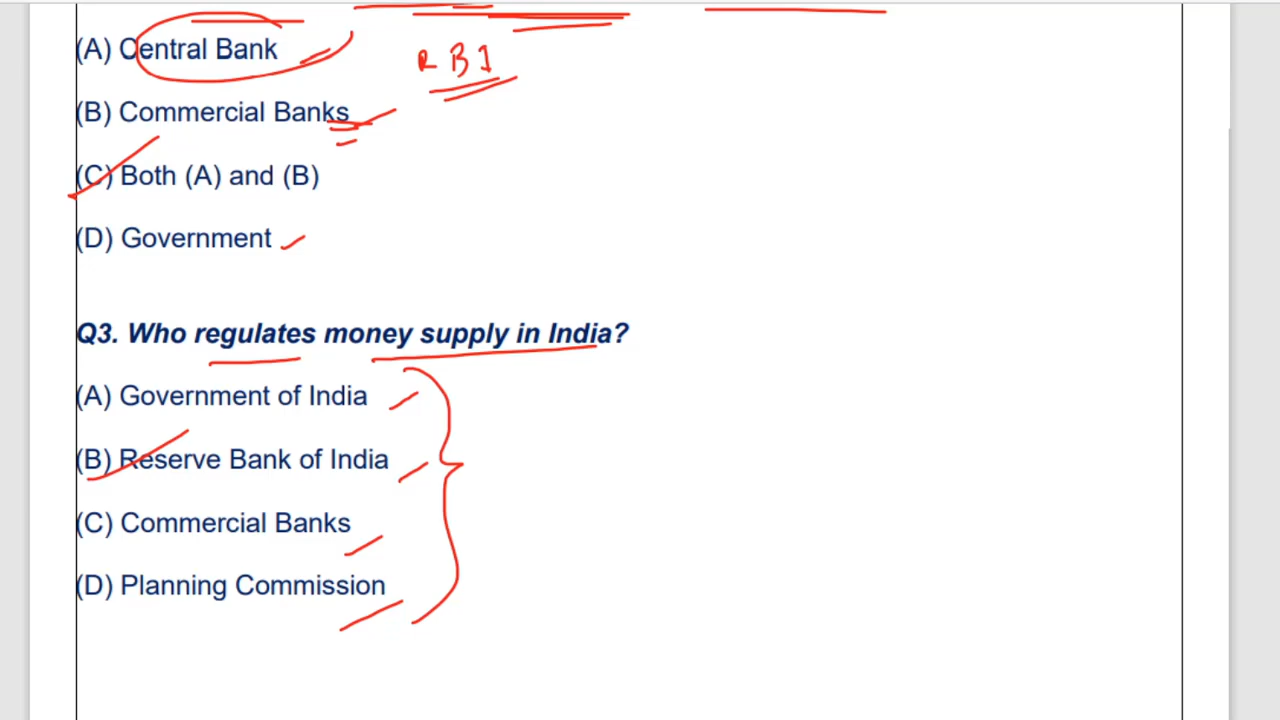 (A) Central Bank
RBI
(B) Commercial Banks
(C) Both (A) and (B)
(D) Government
Q3. Who regulates money supply in India?
(A) Government of India
(B) Reserve Bank of India
(C) Commercial Banks
(D) Planning Commission